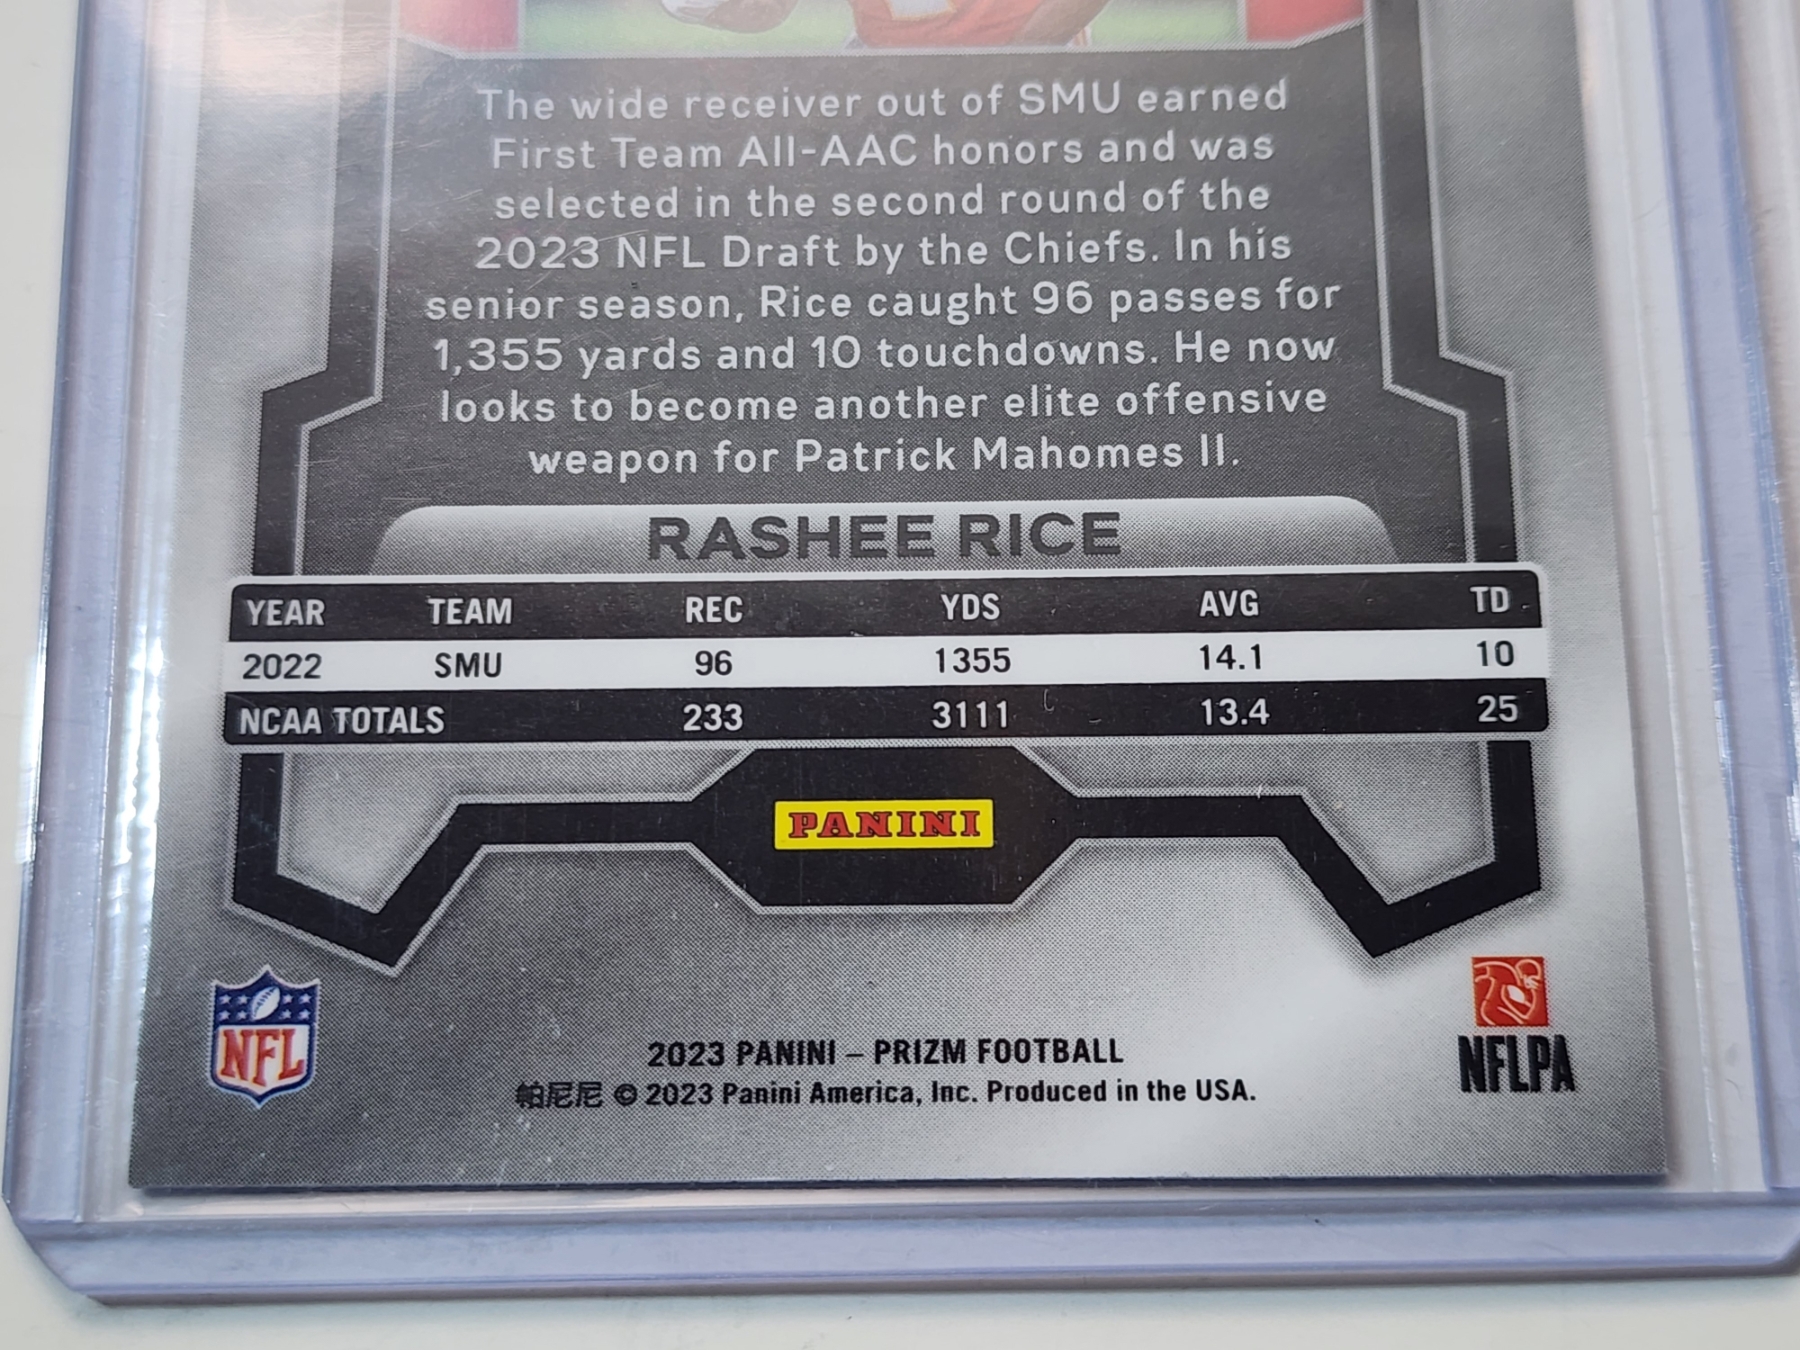 The wide receiver out of SMU earned
First Team All-AAC honors and was
selected in the second round of the
2023 NFL Draft by the Chiefs. In his
senior season, Rice caught 96 passes for
1,355 yards and 10 touchdowns. He now
looks to become another elite offensive
weapon for Patrick Mahomes II.
RASHEE RICE
YEAR TEAM REC YDS AVG TD
2022 SMU 96 1355 14.1 10
NCAA TOTALS 233 3111 13.4 25
PANINI
NFL
NFLPA
2023 PANINI – PRIZM FOOTBALL
帕尼尼 © 2023 Panini America, Inc. Produced in the USA.